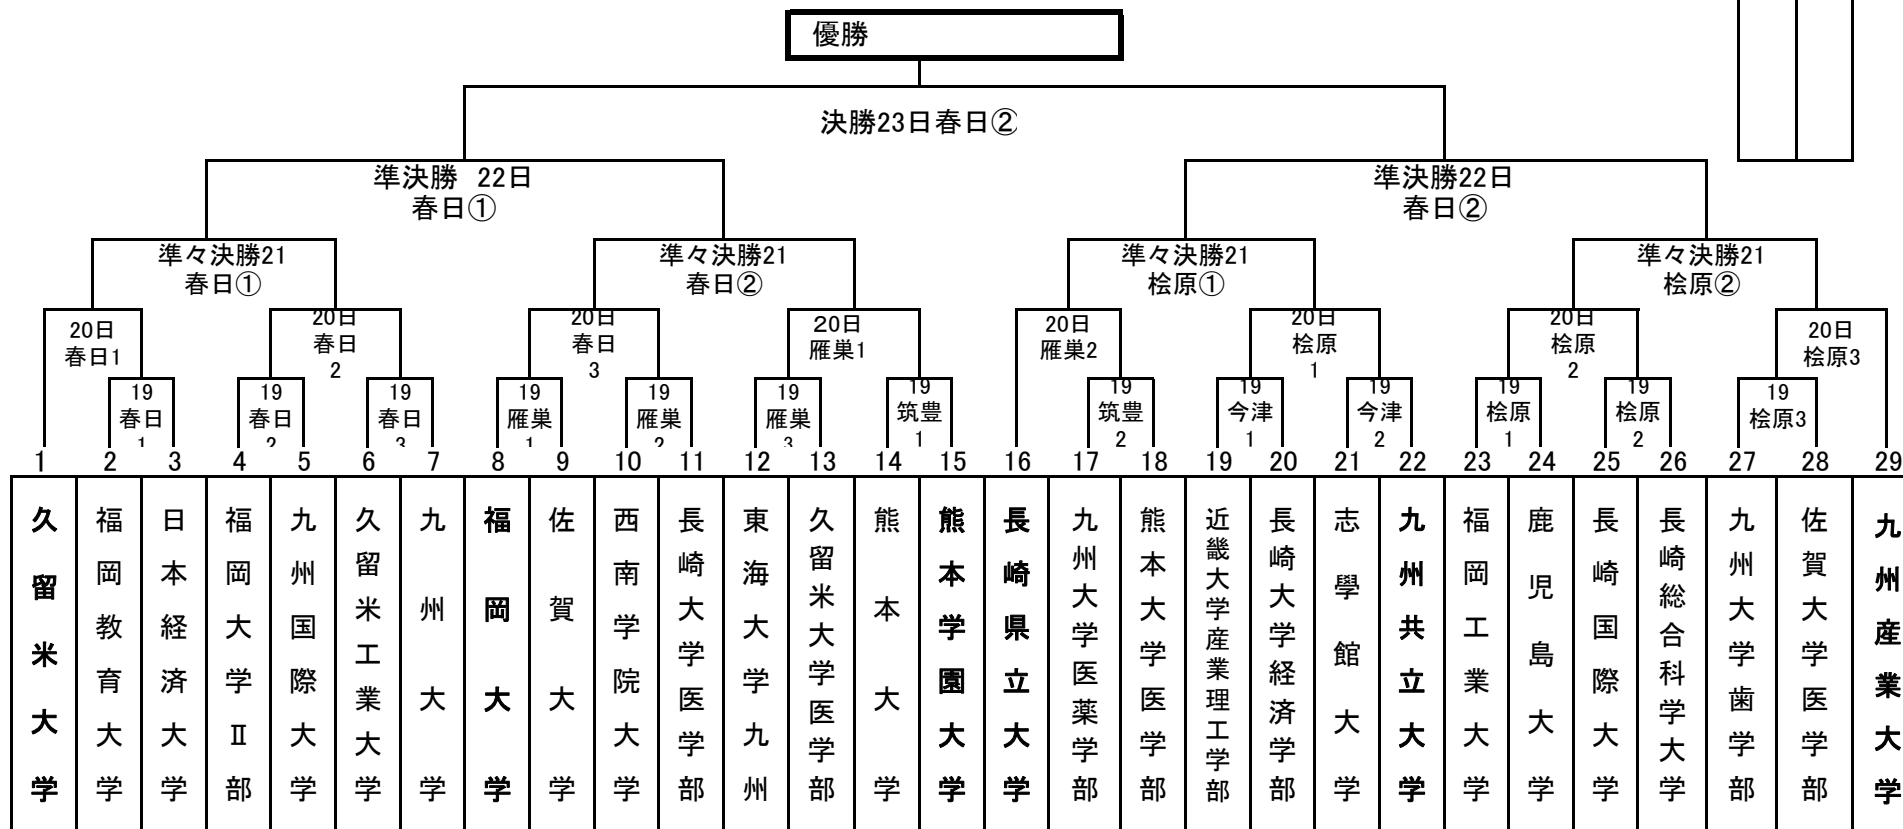 優勝
決勝23日春日②
準決勝 22日
春日①
準決勝22日
春日②
準々決勝21
春日①
準々決勝21
春日②
準々決勝21
桧原①
準々決勝21
桧原②
20日
春日1
20日
春日
2
20日
春日
3
20日
雁巣1
20日
雁巣2
20日
桧原
1
20日
桧原
2
20日
桧原3
19
春日
1
19
春日
2
19
春日
3
19
雁巣
1
19
雁巣
2
19
雁巣
3
19
筑豊
1
19
筑豊
2
19
今津
1
19
今津
2
19
桧原
1
19
桧原
2
19
桧原3
1 2 3 4 5 6 7 8 9 10 11 12 13 14 15 16 17 18 19 20 21 22 23 24 25 26 27 28 29
久留米大学
福岡教育大学
日本経済大学
福岡大学Ⅱ部
九州国際大学
久留米工業大学
九州大学
福岡大学
佐賀大学
西南学院大学
長崎大学医学部
東海大学九州
久留米大学医学部
熊本大学
熊本学園大学
長崎県立大学
九州大学医薬学部
熊本大学医学部
近畿大学産業理工学部
長崎大学経済学部
志學館大学
九州共立大学
福岡工業大学
鹿児島大学
長崎国際大学
長崎総合科学大学
九州大学歯学部
佐賀大学医学部
九州産業大学